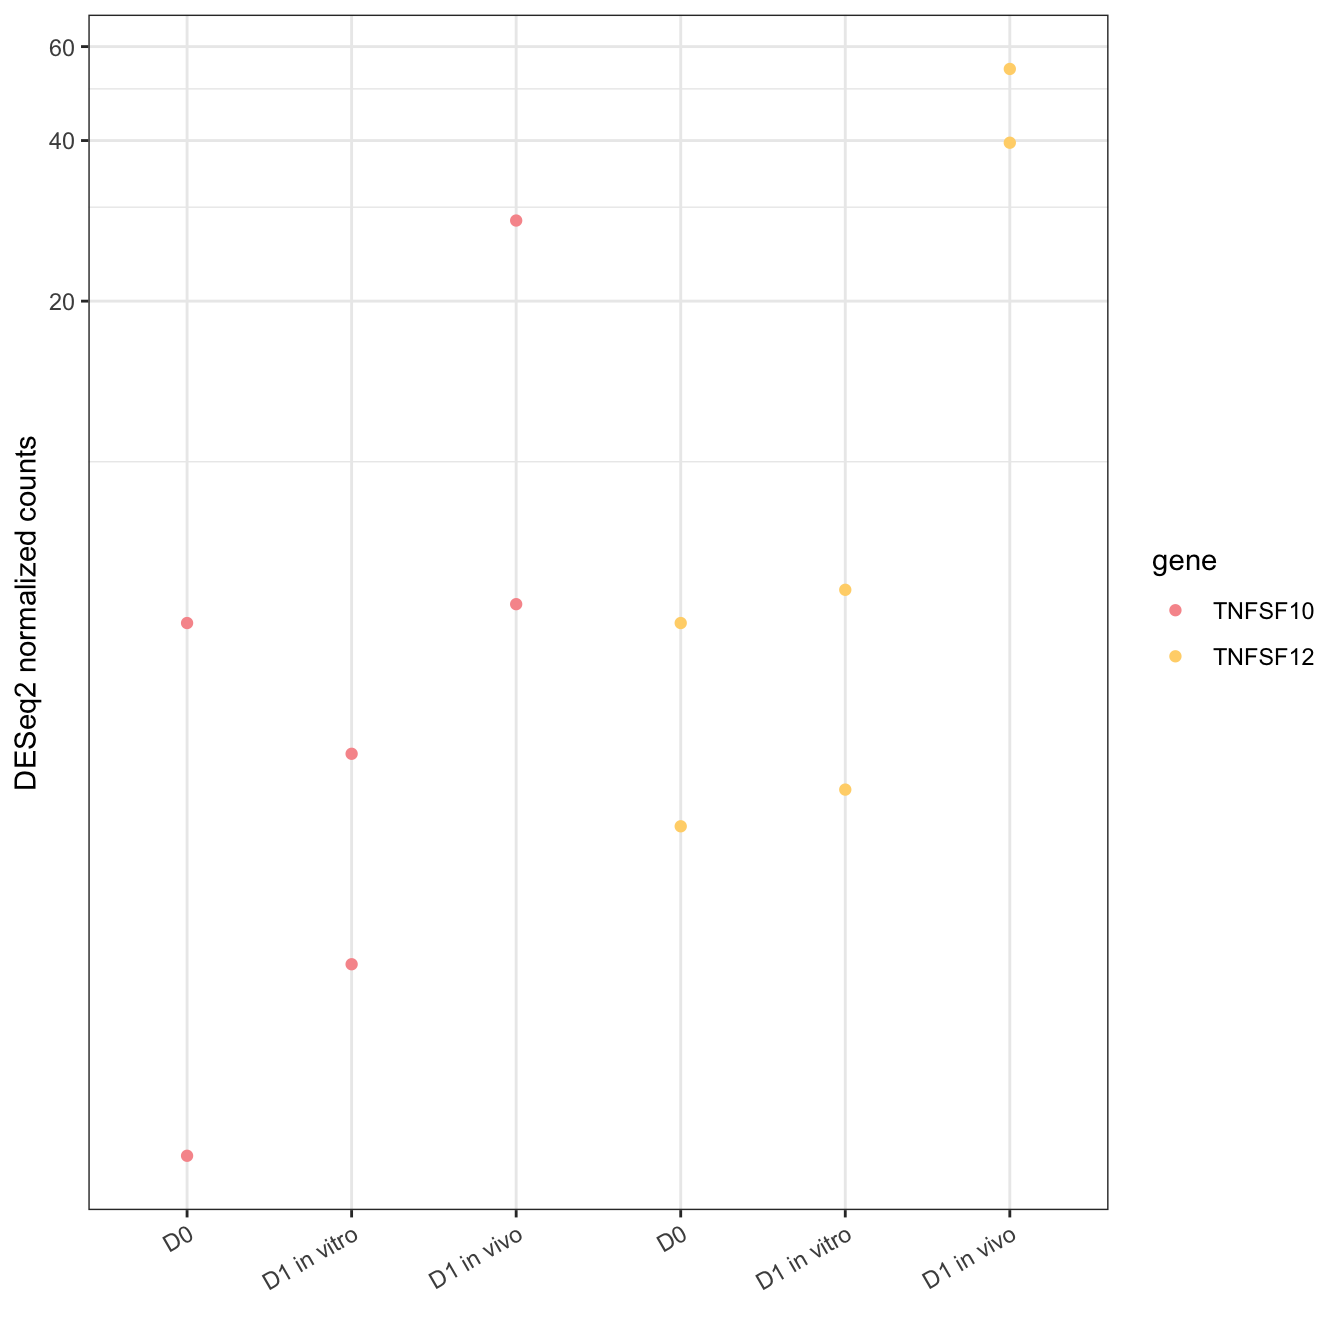 60
40
20
DESeq2 normalized counts
D0
D1 in vitro
D1 in vivo
D0
D1 in vitro
D1 in vivo
gene
TNFSF10
TNFSF12